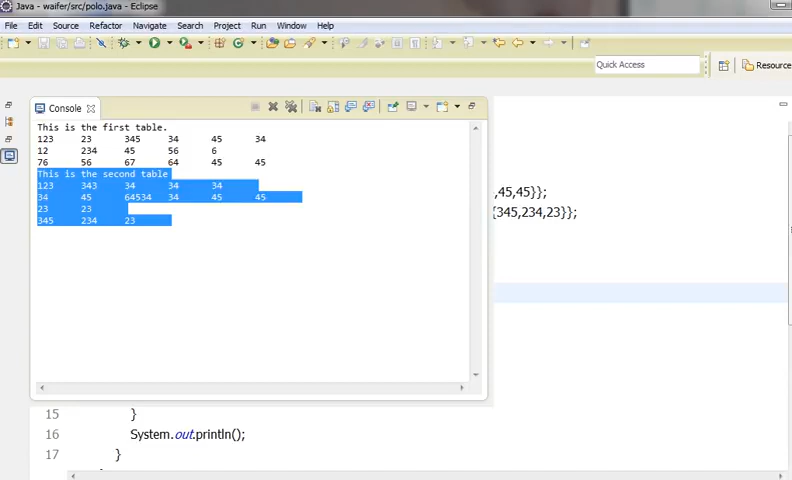 Java - waifer/src/polo.java - Eclipse
File Edit Source Refactor Navigate Search Project Run Window Help
Quick Access
Resource
Console
This is the first table.
123 23 345 34 45 34
12 234 45 56 6
76 56 67 64 45 45
This is the second table
123 343 34 34 34
34 45 64534 34 45 45
23 23
345 234 23
,45,45}};
{345,234,23}};
15 }
16 System.out.println();
17 }